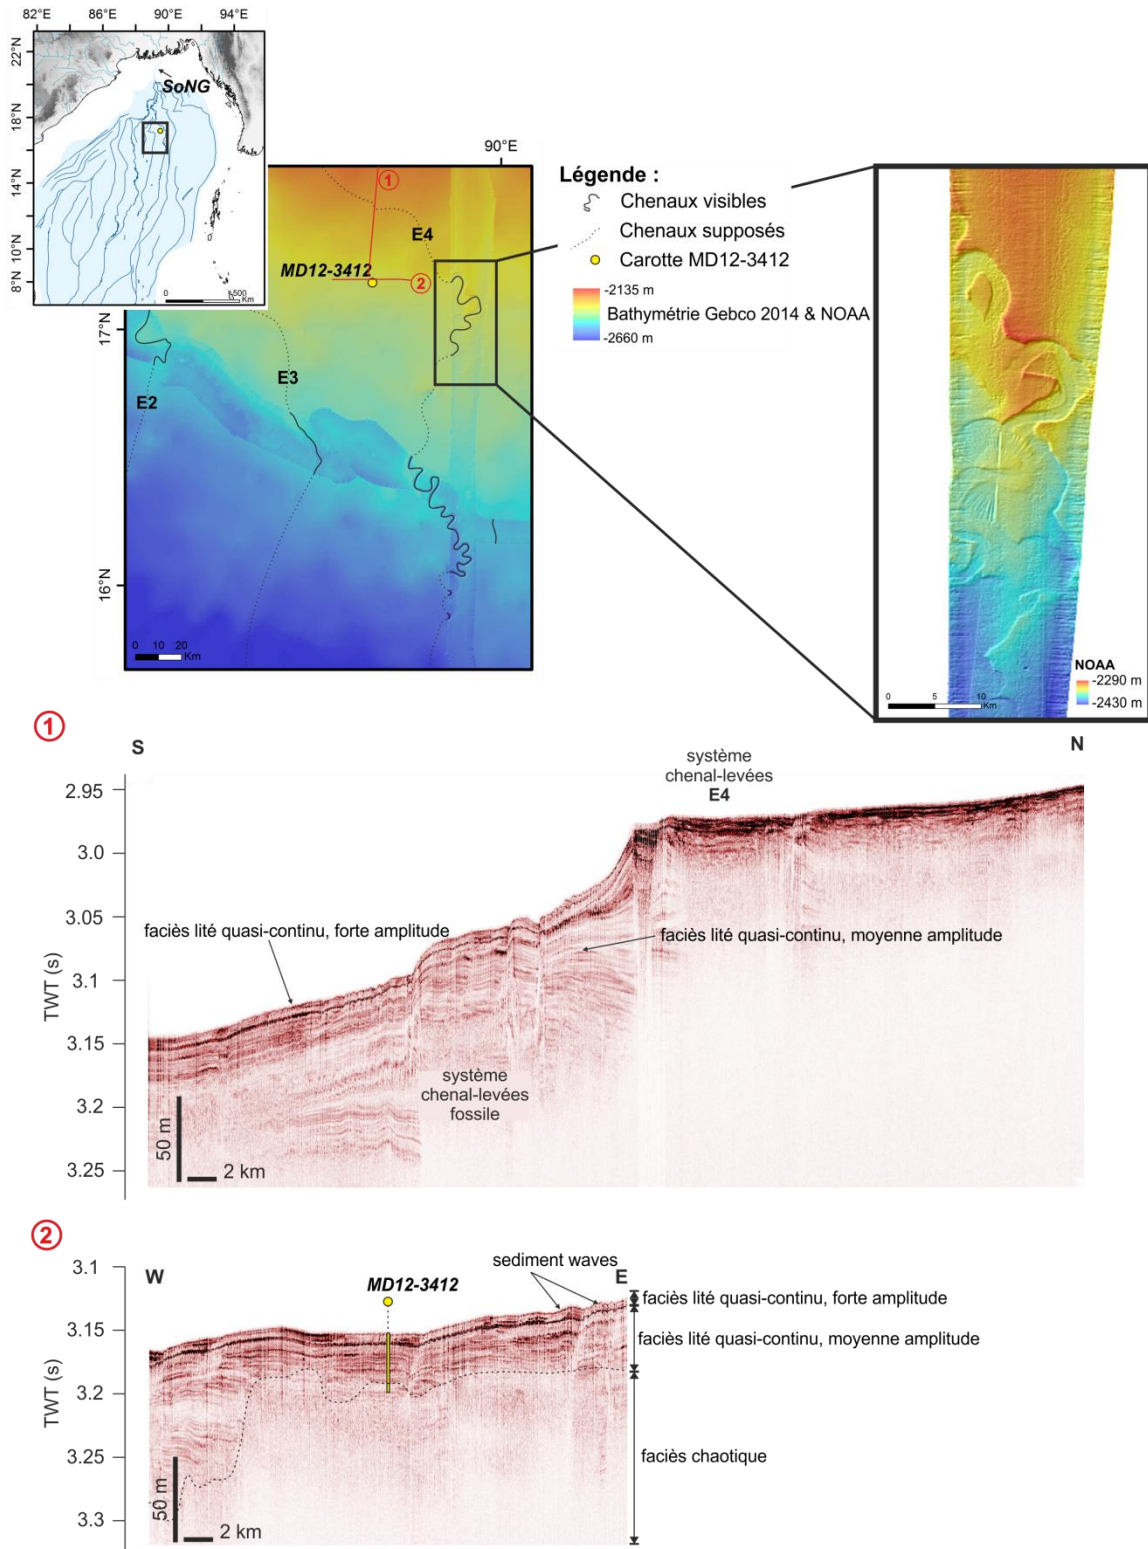 82°E 86°E 90°E 94°E
22°N
18°N
14°N
10°N
8°N
SoNG
Km
90°E
17°N
16°N
1
2
E4
MD12-3412
E3
E2
0 10 20
Km
Légende :
Chenaux visibles
Chenaux supposés
Carotte MD12-3412
-2135 m
Bathymétrie Gebco 2014 & NOAA
-2660 m
NOAA
-2290 m
-2430 m
0 5 10
Km
1
S
N
système
chenal-levées
E4
2.95
3.0
3.05
3.1
3.15
3.2
3.25
TWT (s)
faciès lité quasi-continu, forte amplitude
faciès lité quasi-continu, moyenne amplitude
système
chenal-levées
fossile
50 m
2 km
2
W
E
MD12-3412
sediment waves
3.1
3.15
3.2
3.25
3.3
TWT (s)
faciès lité quasi-continu, forte amplitude
faciès lité quasi-continu, moyenne amplitude
faciès chaotique
50 m
2 km